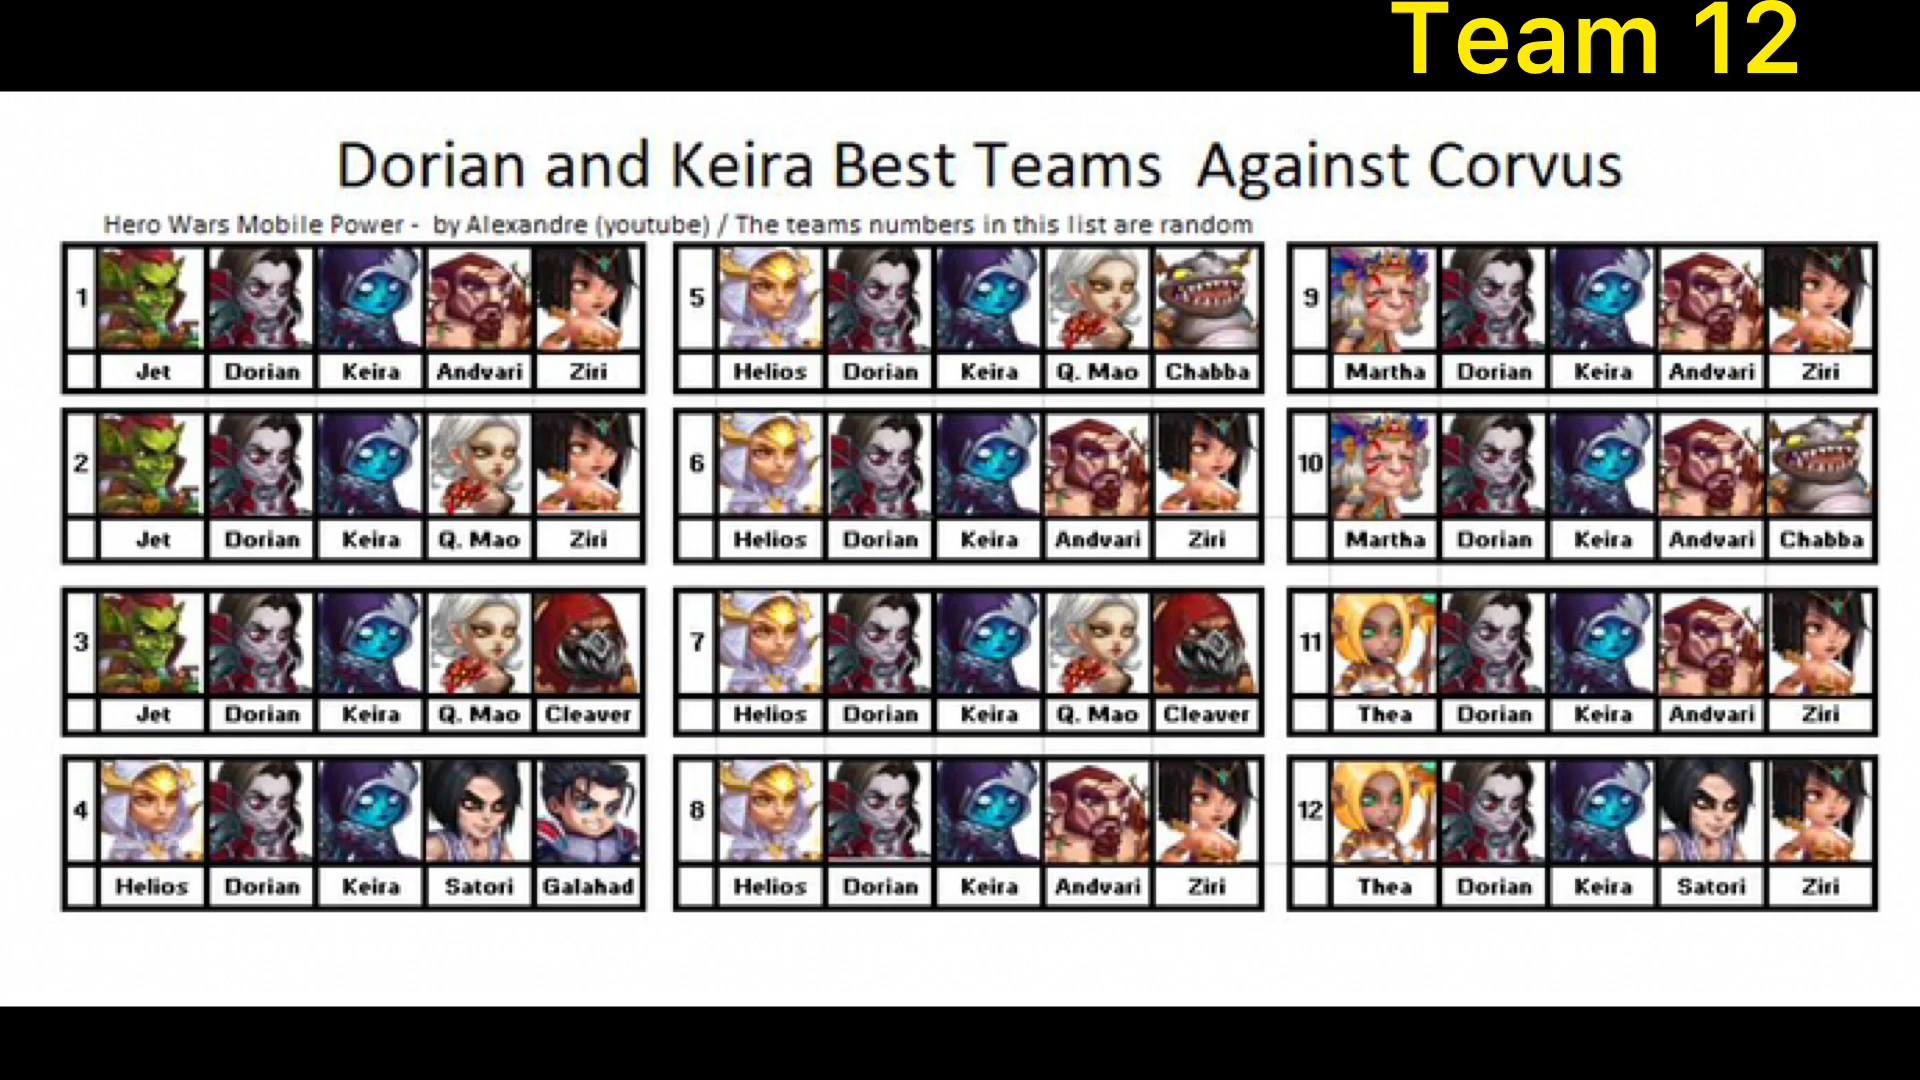 Team 12
Dorian and Keira Best Teams Against Corvus
Hero Wars Mobile Power - by Alexandre (youtube) / The teams numbers in this list are random
1
Jet Dorian Keira Andvari Ziri
2
Jet Dorian Keira Q. Mao Ziri
3
Jet Dorian Keira Q. Mao Cleaver
4
Helios Dorian Keira Satori Galahad
5
Helios Dorian Keira Q. Mao Chabba
6
Helios Dorian Keira Andvari Ziri
7
Helios Dorian Keira Q. Mao Cleaver
8
Helios Dorian Keira Andvari Ziri
9
Martha Dorian Keira Andvari Ziri
10
Martha Dorian Keira Andvari Chabba
11
Thea Dorian Keira Andvari Ziri
12
Thea Dorian Keira Satori Ziri